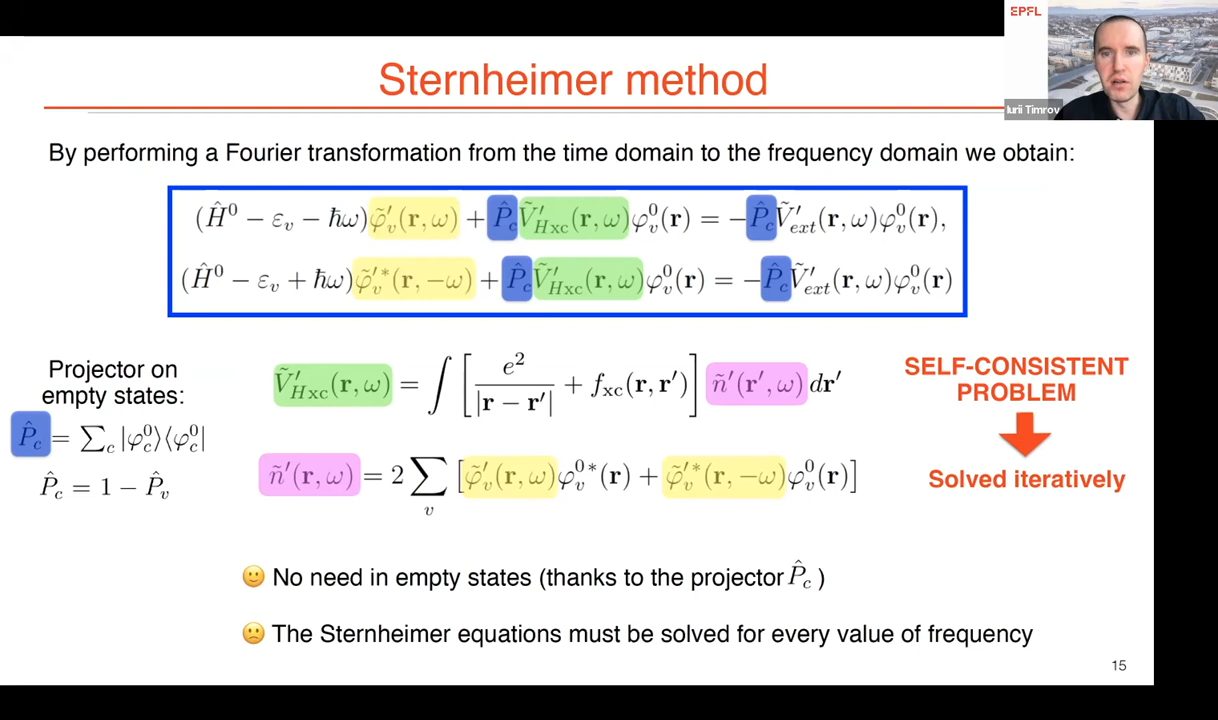 EPFL
Iurii Timrov
Sternheimer method
By performing a Fourier transformation from the time domain to the frequency domain we obtain:
(Ĥ⁰ − ε_v − ħω)φ̃′_v(r, ω) + P̂_c Ṽ′_Hxc(r, ω)φ⁰_v(r) = −P̂_c Ṽ′_ext(r, ω)φ⁰_v(r),
(Ĥ⁰ − ε_v + ħω)φ̃′*_v(r, −ω) + P̂_c Ṽ′_Hxc(r, ω)φ⁰_v(r) = −P̂_c Ṽ′_ext(r, ω)φ⁰_v(r)
Projector on
empty states:
P̂_c = ∑_c |φ⁰_c⟩⟨φ⁰_c|
P̂_c = 1 − P̂_v
Ṽ′_Hxc(r, ω) = ∫ [ e² / |r − r′| + f_xc(r, r′) ] ñ′(r′, ω) dr′
ñ′(r, ω) = 2 ∑_v [φ̃′_v(r, ω)φ⁰*_v(r) + φ̃′*_v(r, −ω)φ⁰_v(r)]
SELF-CONSISTENT
PROBLEM
Solved iteratively
🙂 No need in empty states (thanks to the projector P̂_c )
🙁 The Sternheimer equations must be solved for every value of frequency
15